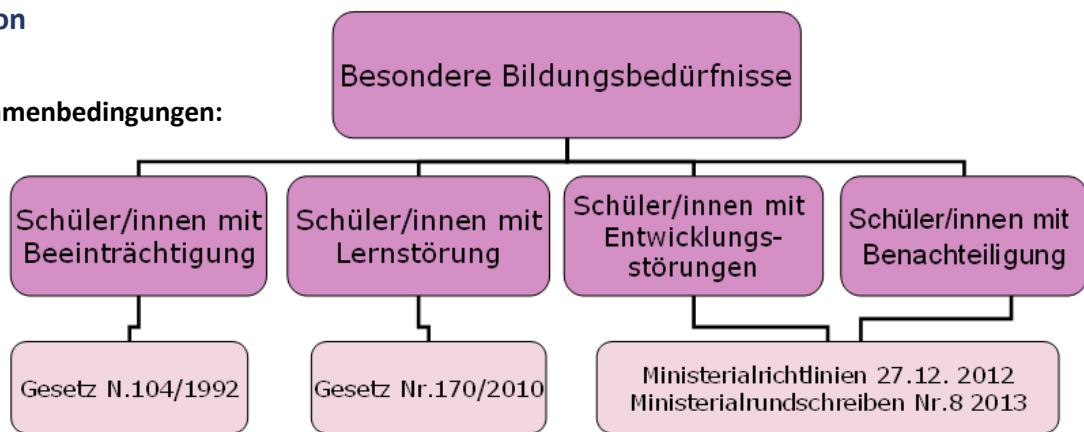 on
menbedingungen:
Besondere Bildungsbedürfnisse
Schüler/innen mit
Beeinträchtigung
Schüler/innen mit
Lernstörung
Schüler/innen mit
Entwicklungs-
störungen
Schüler/innen mit
Benachteiligung
Gesetz N.104/1992
Gesetz Nr.170/2010
Ministerialrichtlinien 27.12. 2012
Ministerialrundschreiben Nr.8 2013